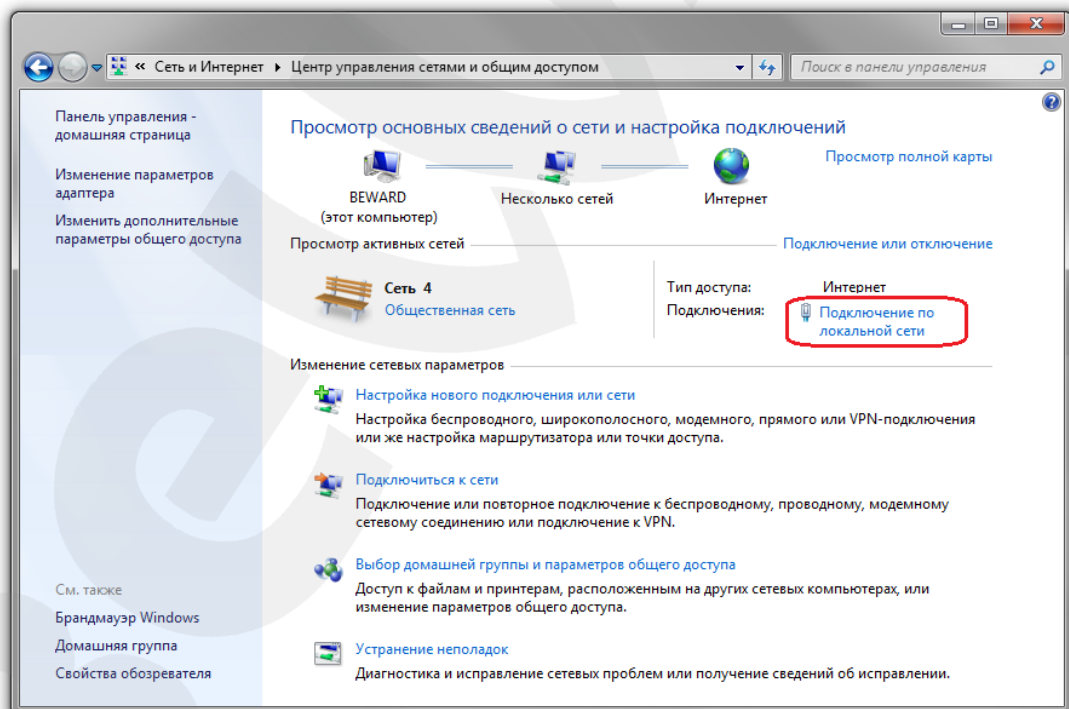 « Сеть и Интернет ▸ Центр управления сетями и общим доступом
Поиск в панели управления
Панель управления -
домашняя страница
Изменение параметров
адаптера
Изменить дополнительные
параметры общего доступа
См. также
Брандмауэр Windows
Домашняя группа
Свойства обозревателя
Просмотр основных сведений о сети и настройка подключений
Просмотр полной карты
BEWARD
(этот компьютер)
Несколько сетей
Интернет
Просмотр активных сетей
Подключение или отключение
Сеть 4
Общественная сеть
Тип доступа: Интернет
Подключения: Подключение по
локальной сети
Изменение сетевых параметров
Настройка нового подключения или сети
Настройка беспроводного, широкополосного, модемного, прямого или VPN-подключения
или же настройка маршрутизатора или точки доступа.
Подключиться к сети
Подключение или повторное подключение к беспроводному, проводному, модемному
сетевому соединению или подключение к VPN.
Выбор домашней группы и параметров общего доступа
Доступ к файлам и принтерам, расположенным на других сетевых компьютерах, или
изменение параметров общего доступа.
Устранение неполадок
Диагностика и исправление сетевых проблем или получение сведений об исправлении.